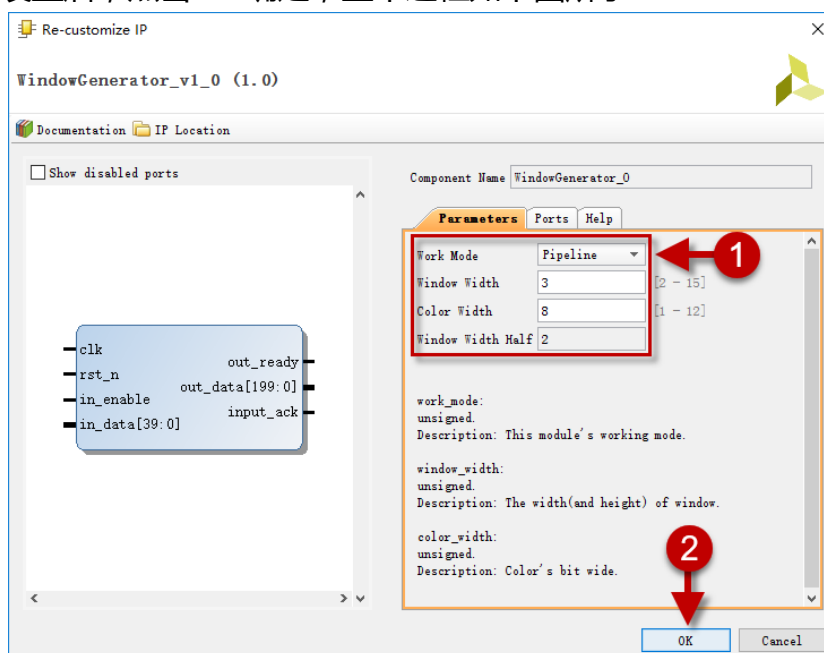 Re-customize IP
WindowGenerator_v1_0 (1.0)
Documentation IP Location
Show disabled ports
clk
rst_n
in_enable
in_data[39:0]
out_ready
out_data[199:0]
input_ack
Component Name WindowGenerator_0
Parameters Ports Help
Work Mode Pipeline
Window Width 3 [2 - 15]
Color Width 8 [1 - 12]
Window Width Half 2
1
work_mode:
unsigned.
Description: This module's working mode.
window_width:
unsigned.
Description: The width(and height) of window.
color_width:
unsigned.
Description: Color's bit wide.
2
OK Cancel